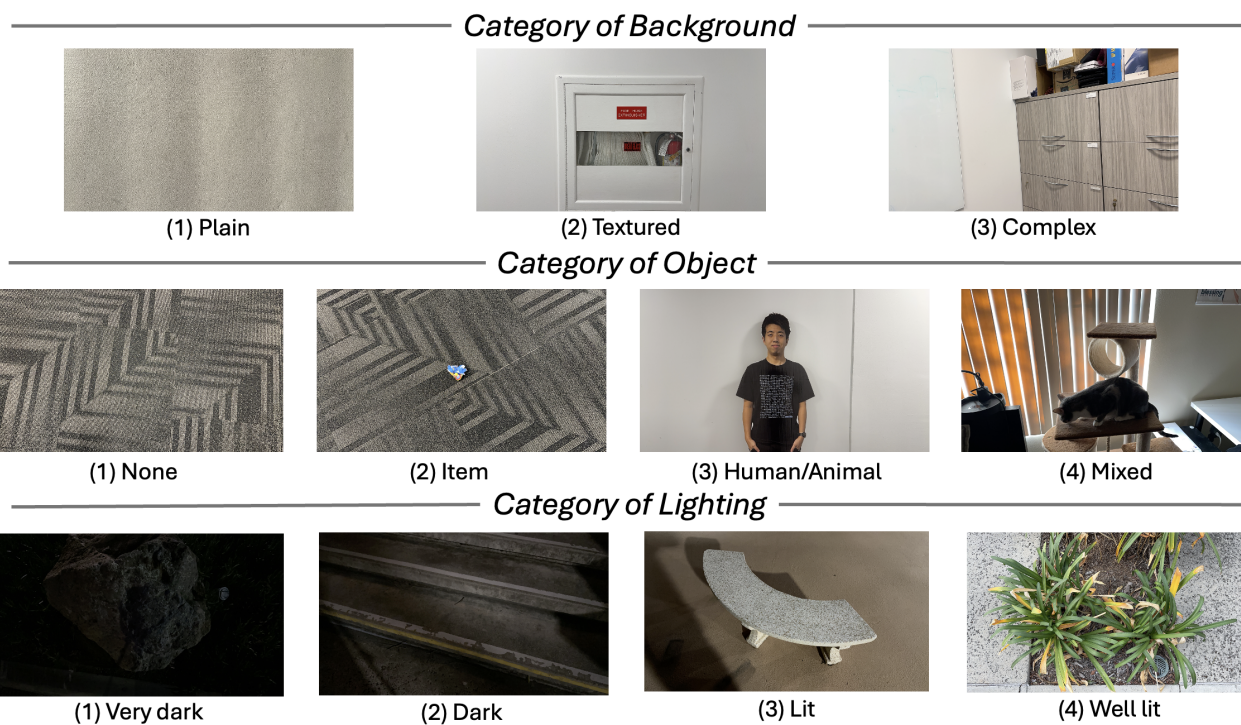 Category of Background
(1) Plain
(2) Textured
(3) Complex
Category of Object
(1) None
(2) Item
(3) Human/Animal
(4) Mixed
Category of Lighting
(1) Very dark
(2) Dark
(3) Lit
(4) Well lit